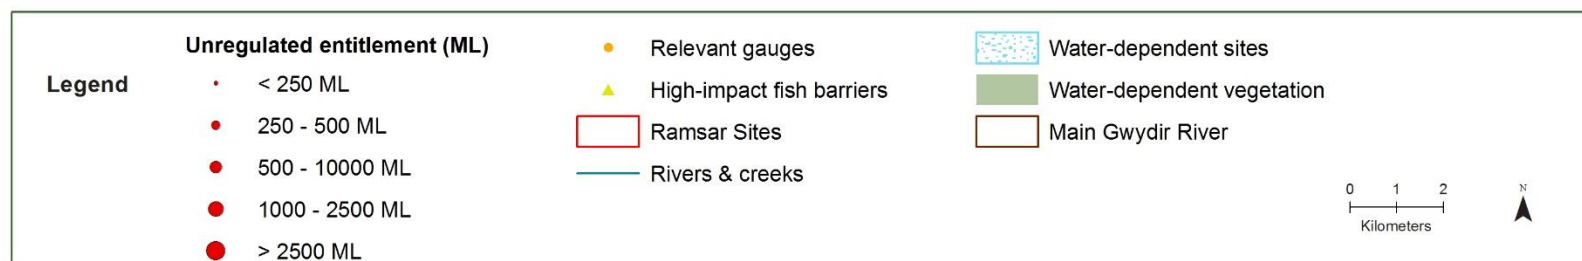 Legend
Unregulated entitlement (ML)
< 250 ML
250 - 500 ML
500 - 10000 ML
1000 - 2500 ML
> 2500 ML
Relevant gauges
High-impact fish barriers
Ramsar Sites
Rivers & creeks
Water-dependent sites
Water-dependent vegetation
Main Gwydir River
0 1 2
Kilometers
N